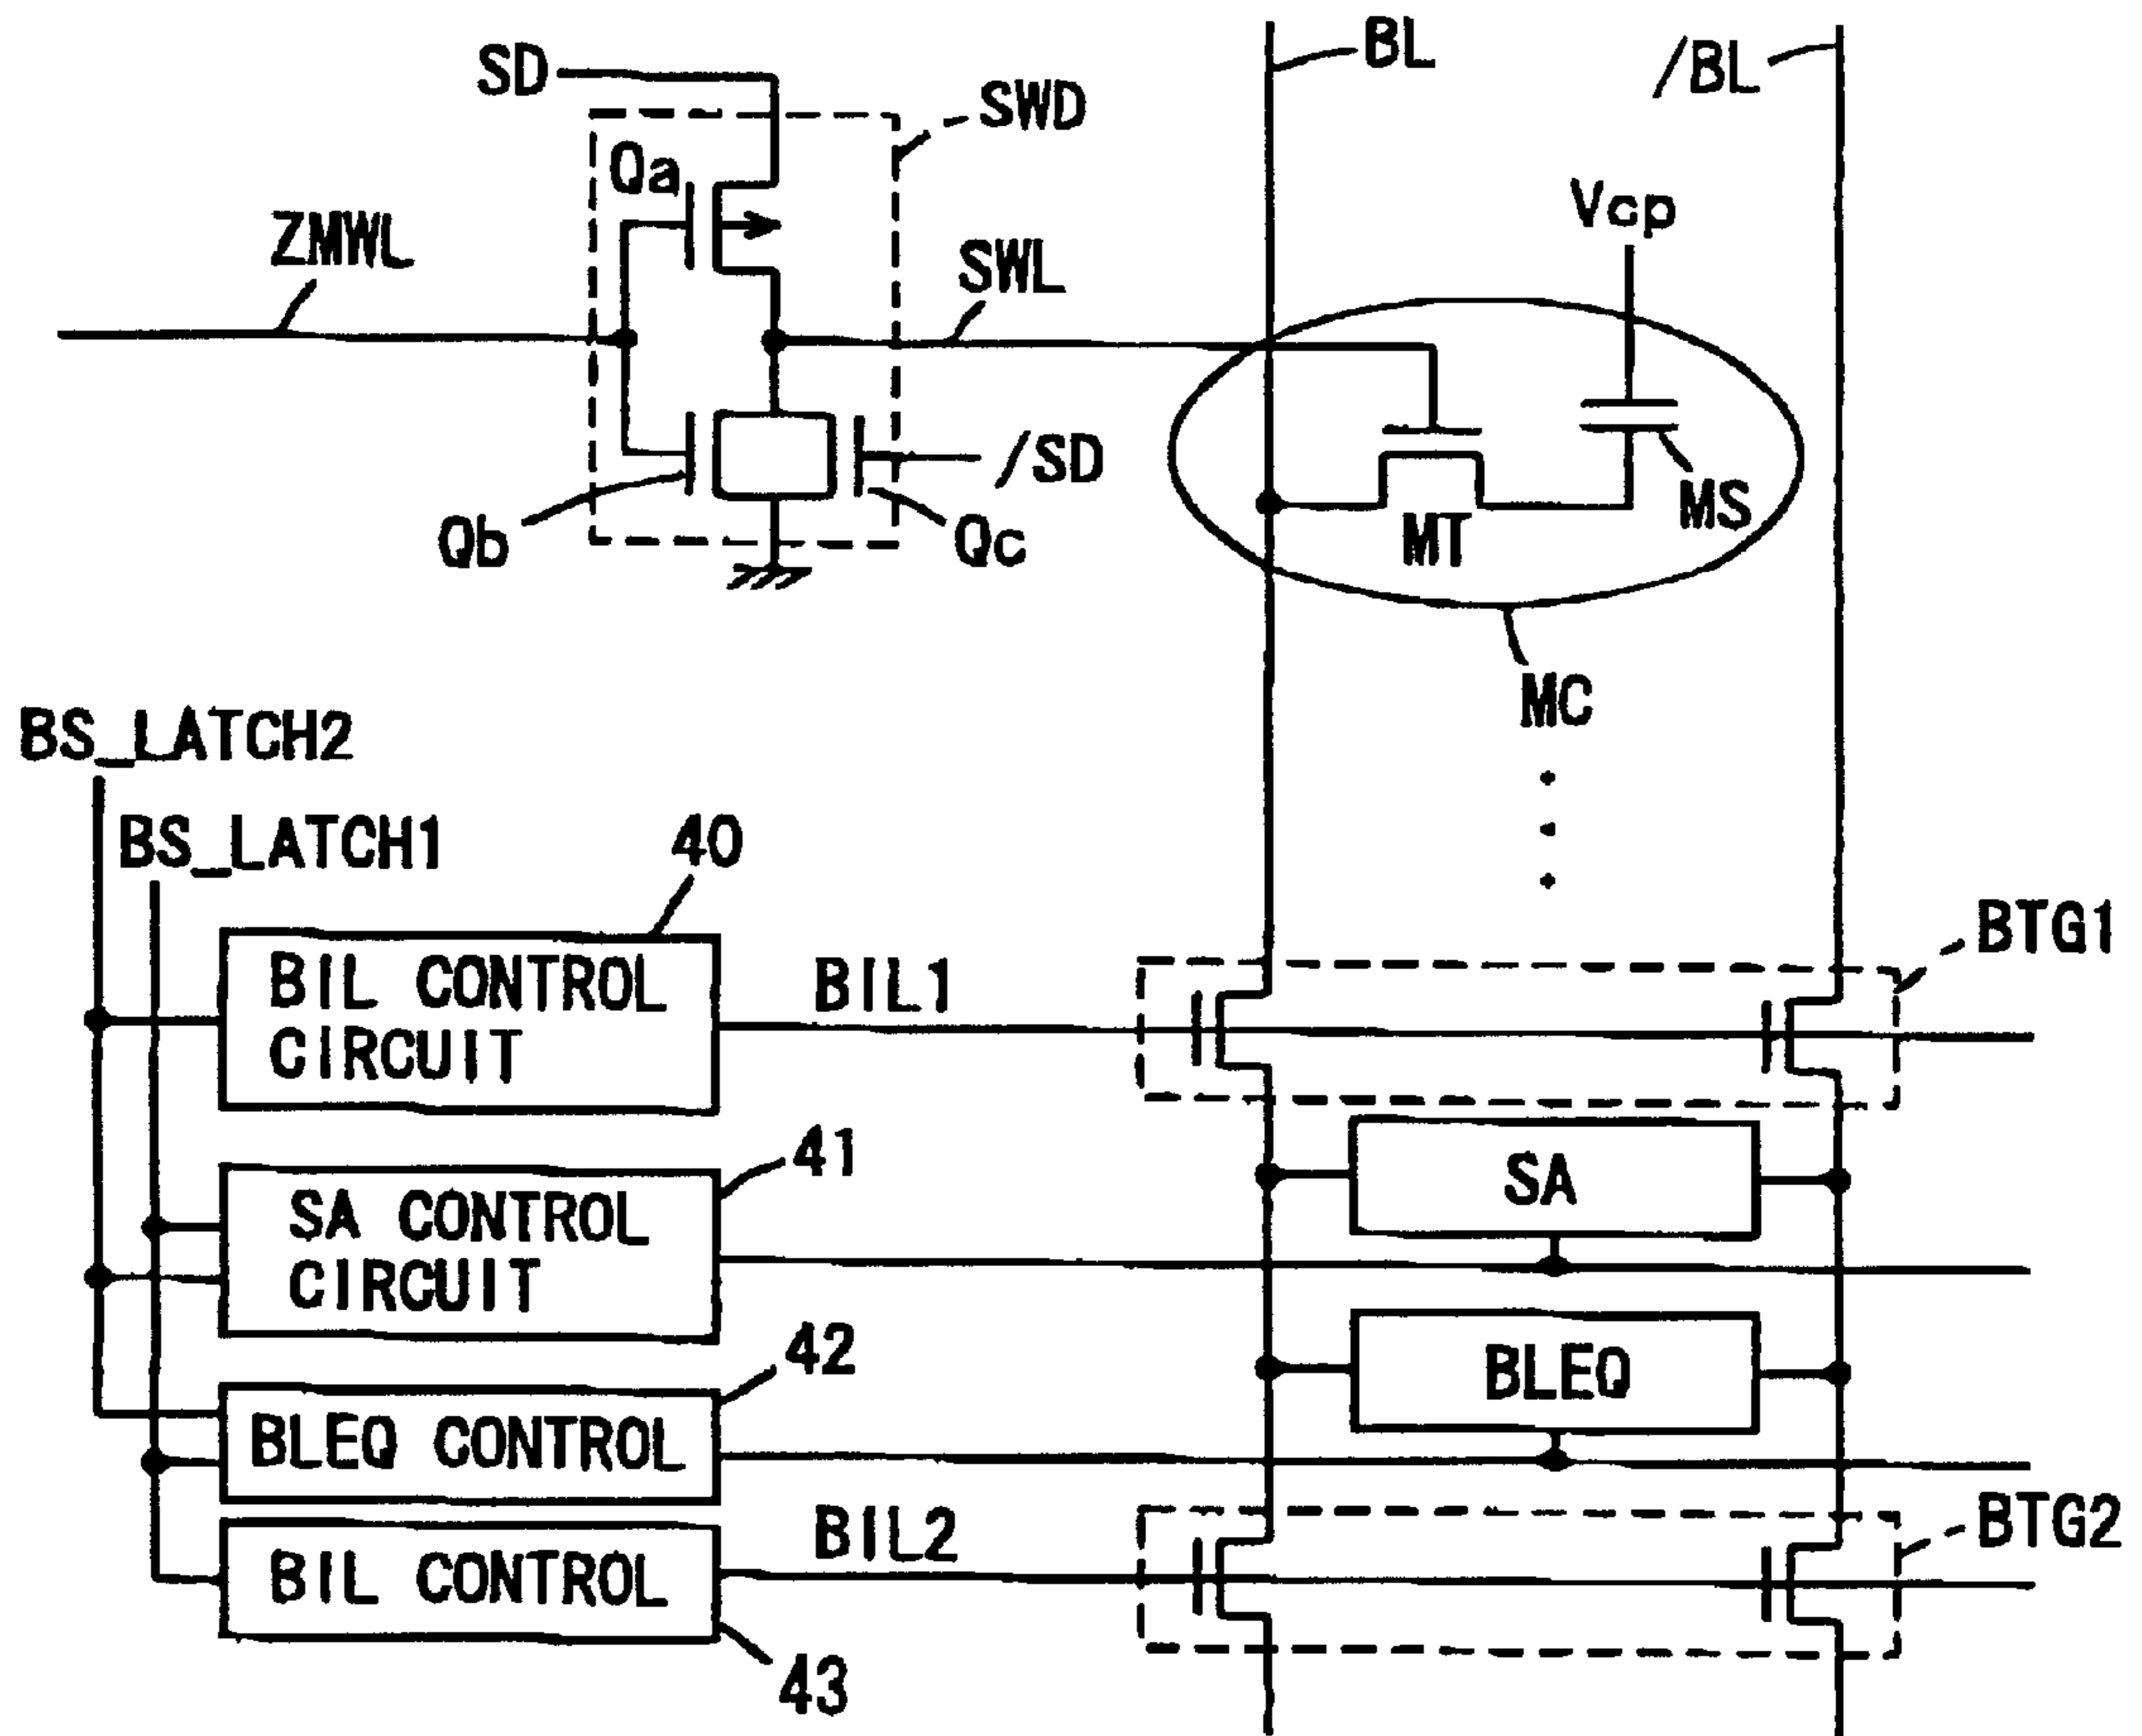 BL
/BL
SD
SWD
Qa
Vcp
ZMWL
SWL
/SD
MS
Qb
Qc
MT
MC
BS_LATCH2
BS_LATCH1
40
BTG1
BIL CONTROL
CIRCUIT
BIL1
41
SA CONTROL
CIRCUIT
SA
42
BLEQ CONTROL
BLEQ
BIL2
BTG2
BIL CONTROL
43